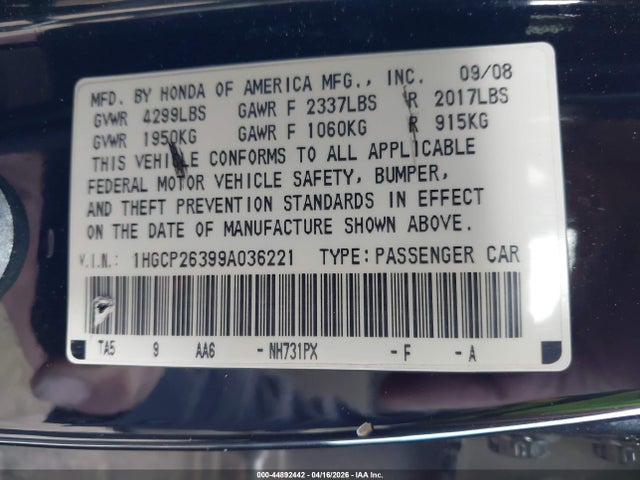 MFD. BY HONDA OF AMERICA MFG., INC. 09/08
GVWR 4299LBS GAWR F 2337LBS R 2017LBS
GVWR 1950KG GAWR F 1060KG R 915KG
THIS VEHICLE CONFORMS TO ALL APPLICABLE
FEDERAL MOTOR VEHICLE SAFETY, BUMPER,
AND THEFT PREVENTION STANDARDS IN EFFECT
ON THE DATE OF MANUFACTURE SHOWN ABOVE.
V.I.N.: 1HGCP26399A036221 TYPE: PASSENGER CAR
TA5 9 AA6 -NH731PX -F -A
000-44892442 - 04/16/2026 - IAA Inc.